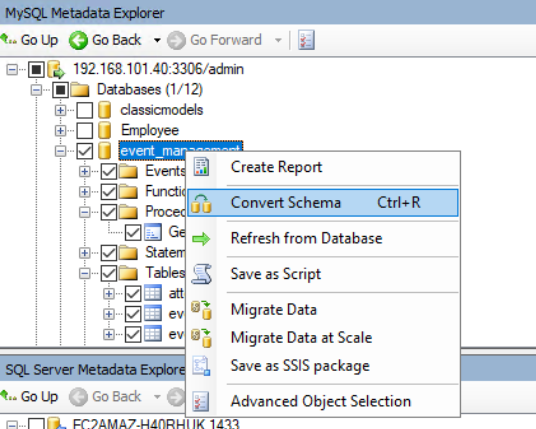 MySQL Metadata Explorer
Go Up Go Back Go Forward
192.168.101.40:3306/admin
Databases (1/12)
classicmodels
Employee
event_management
Create Report
Convert Schema Ctrl+R
Refresh from Database
Save as Script
Migrate Data
Migrate Data at Scale
Save as SSIS package
Advanced Object Selection
Events
Functi
Proced
Ge
Statem
Tables
att
ev
ev
SQL Server Metadata Explore
Go Up Go Back
EC2AMAZ-H40RHUK,1433